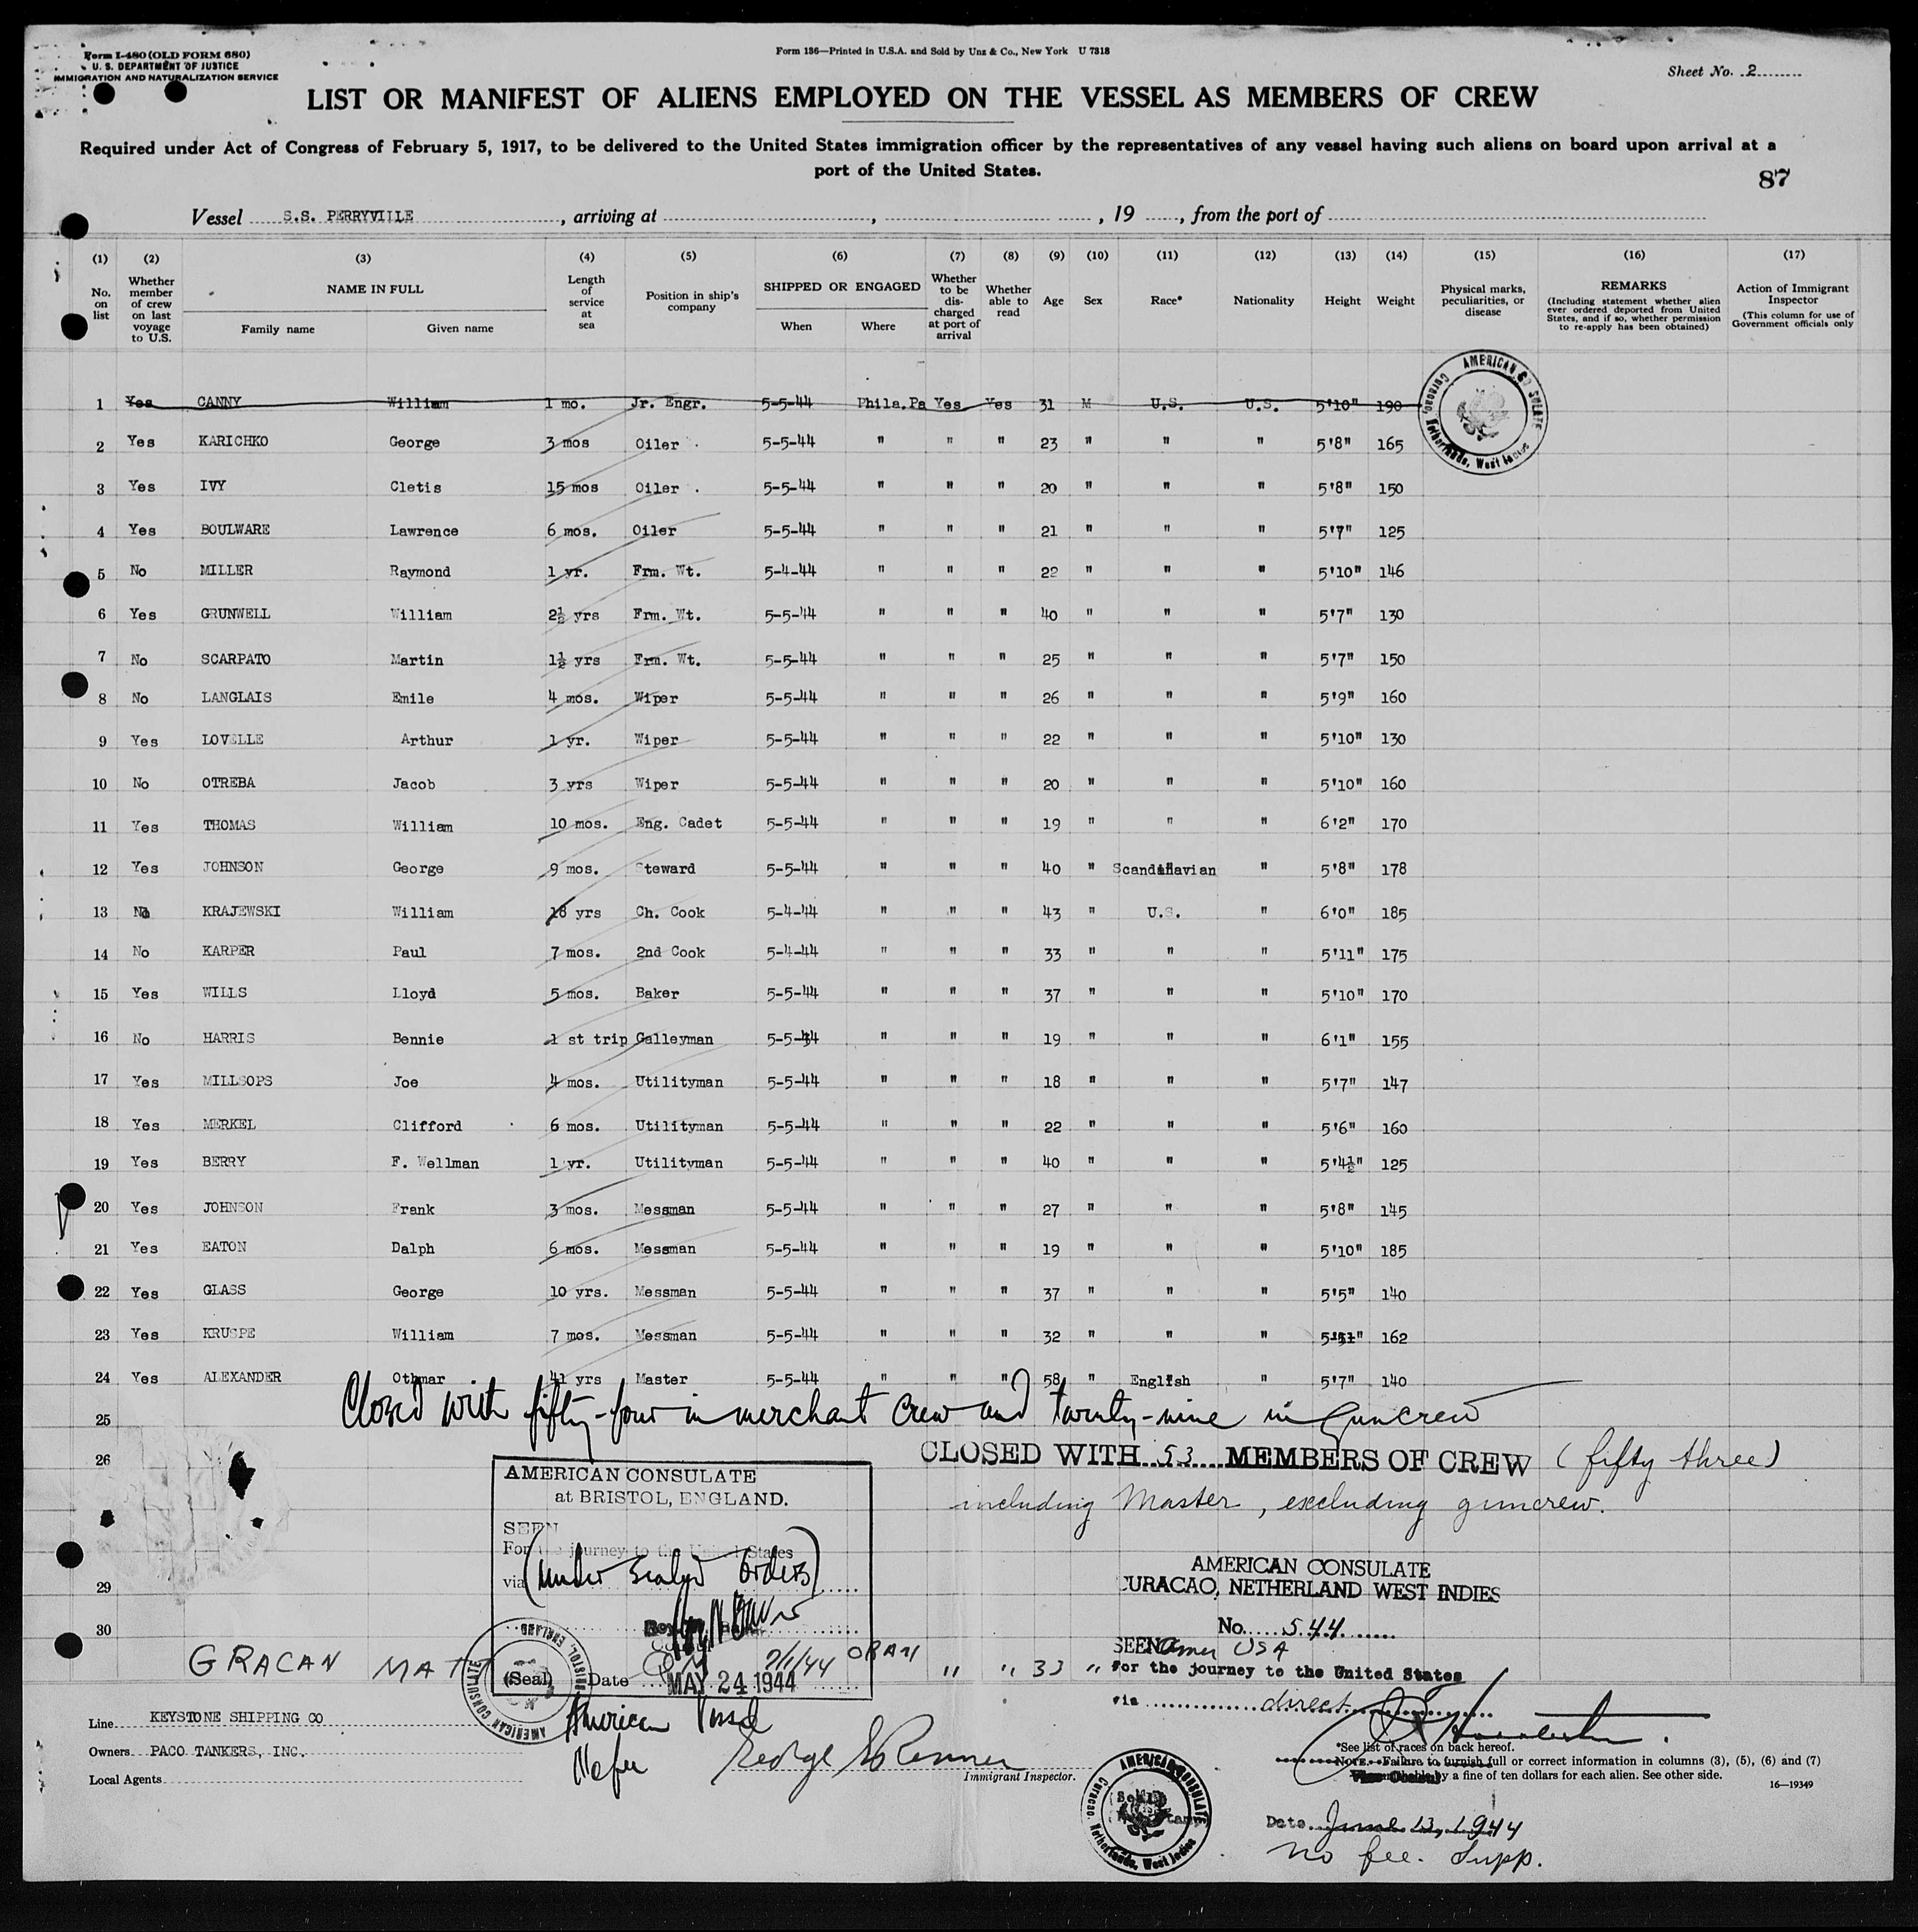 Form I-480 (OLD FORM 680)
U. S. DEPARTMENT OF JUSTICE
IMMIGRATION AND NATURALIZATION SERVICE
Form 136—Printed in U.S.A. and Sold by Unz & Co., New York U 7318
Sheet No. 2
LIST OR MANIFEST OF ALIENS EMPLOYED ON THE VESSEL AS MEMBERS OF CREW
Required under Act of Congress of February 5, 1917, to be delivered to the United States immigration officer by the representatives of any vessel having such aliens on board upon arrival at a
port of the United States.
87
Vessel S.S. PERRYVILLE, arriving at , , 19 , from the port of
(1) (2) (3) (4) (5) (6) (7) (8) (9) (10) (11) (12) (13) (14) (15) (16) (17)
No. on list Whether member of crew on last voyage to U.S. NAME IN FULL Family name Given name Length of service at sea Position in ship's company SHIPPED OR ENGAGED When Where Whether to be discharged at port of arrival Whether able to read Age Sex Race* Nationality Height Weight Physical marks, peculiarities, or disease REMARKS (Including statement whether alien ever ordered deported from United States, and if so, whether permission to re-apply has been obtained) Action of Immigrant Inspector (This column for use of Government officials only
1 Yes CANNY William 1 mo. Jr. Engr. 5-5-44 Phila.Pa Yes Yes 31 M U.S. U.S. 5'10" 190
2 Yes KARICHKO George 3 mos Oiler 5-5-44 " " " 23 " " " 5'8" 165
3 Yes IVY Cletis 15 mos Oiler . 5-5-44 " " " 20 " " " 5'8" 150
4 Yes BOULWARE Lawrence 6 mos. Oiler 5-5-44 " " " 21 " " " 5'7" 125
5 No MILLER Raymond 1 yr. Frm. Wt. 5-4-44 " " " 22 " " " 5'10" 146
6 Yes GRUNWELL William 2½ yrs Frm. Wt. 5-5-44 " " " 40 " " " 5'7" 130
7 No SCARPATO Martin 1½ yrs Frm. Wt. 5-5-44 " " " 25 " " " 5'7" 150
8 No LANGLAIS Emile 4 mos. Wiper 5-5-44 " " " 26 " " " 5'9" 160
9 Yes LOVELLE Arthur 1 yr. Wiper 5-5-44 " " " 22 " " " 5'10" 130
10 No OTREBA Jacob 3 yrs Wiper 5-5-44 " " " 20 " " " 5'10" 160
11 Yes THOMAS William 10 mos. Eng. Cadet 5-5-44 " " " 19 " " " 6'2" 170
12 Yes JOHNSON George 9 mos. Steward 5-5-44 " " " 40 " Scandinavian " 5'8" 178
13 No KRAJEWSKI William 18 yrs Ch. Cook 5-4-44 " " " 43 " U.S. " 6'0" 185
14 No KARPER Paul 7 mos. 2nd Cook 5-4-44 " " " 33 " " " 5'11" 175
15 Yes WILLS Lloyd 5 mos. Baker 5-5-44 " " " 37 " " " 5'10" 170
16 No HARRIS Bennie 1 st trip Galleyman 5-5-44 " " " 19 " " " 6'1" 155
17 Yes MILLSOPS Joe 4 mos. Utilityman 5-5-44 " " " 18 " " " 5'7" 147
18 Yes MERKEL Clifford 6 mos. Utilityman 5-5-44 " " " 22 " " " 5'6" 160
19 Yes BERRY F. Wellman 1 yr. Utilityman 5-5-44 " " " 40 " " " 5'4½" 125
20 Yes JOHNSON Frank 3 mos. Messman 5-5-44 " " " 27 " " " 5'8" 145
21 Yes EATON Dalph 6 mos. Messman 5-5-44 " " " 19 " " " 5'10" 185
22 Yes GLASS George 10 yrs. Messman 5-5-44 " " " 37 " " " 5'5" 140
23 Yes KRUSPE William 7 mos. Messman 5-5-44 " " " 32 " " " 162
24 Yes ALEXANDER Othmar 41 yrs Master 5-5-44 " " " 58 " English " 5'7" 140
Closed with fifty-four in merchant crew and twenty-nine in guncrew
25
26 CLOSED WITH 53 MEMBERS OF CREW (fifty three)
including Master, excluding guncrew.
AMERICAN CONSULATE
at BRISTOL, ENGLAND.
SEEN
For the journey to the United States
via (under sealed orders)
29
30
AMERICAN CONSULATE
CURACAO, NETHERLAND WEST INDIES
No. 544
SEEN
For the journey to the United States
via direct
GRACAN MATT 7/1/44 ORAN " " 33 " USA
(Seal) Date MAY 24 1944
AMERICAN CONSULATE BRISTOL, ENGLAND
American Vessel
No fee
Line KEYSTONE SHIPPING CO
Owners PACO TANKERS, INC.
Local Agents
George S Renner
Immigrant Inspector.
*See list of races on back hereof.
NOTE.—Failure to furnish full or correct information in columns (3), (5), (6) and (7)
by a fine of ten dollars for each alien. See other side.
16—19349
AMERICAN CONSULATE Curacao, Netherlands, West Indies
AMERICAN CONSULATE Curacao, Netherlands, West Indies
Date June 13, 1944
No fee. Supp.